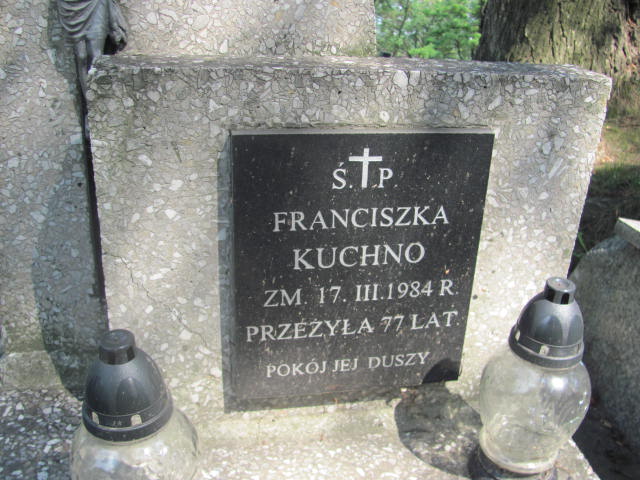 Ś.P.
FRANCISZKA
KUCHNO
ZM. 17. III.1984 R
PRZEŻYŁA 77 LAT
POKÓJ JEJ DUSZY